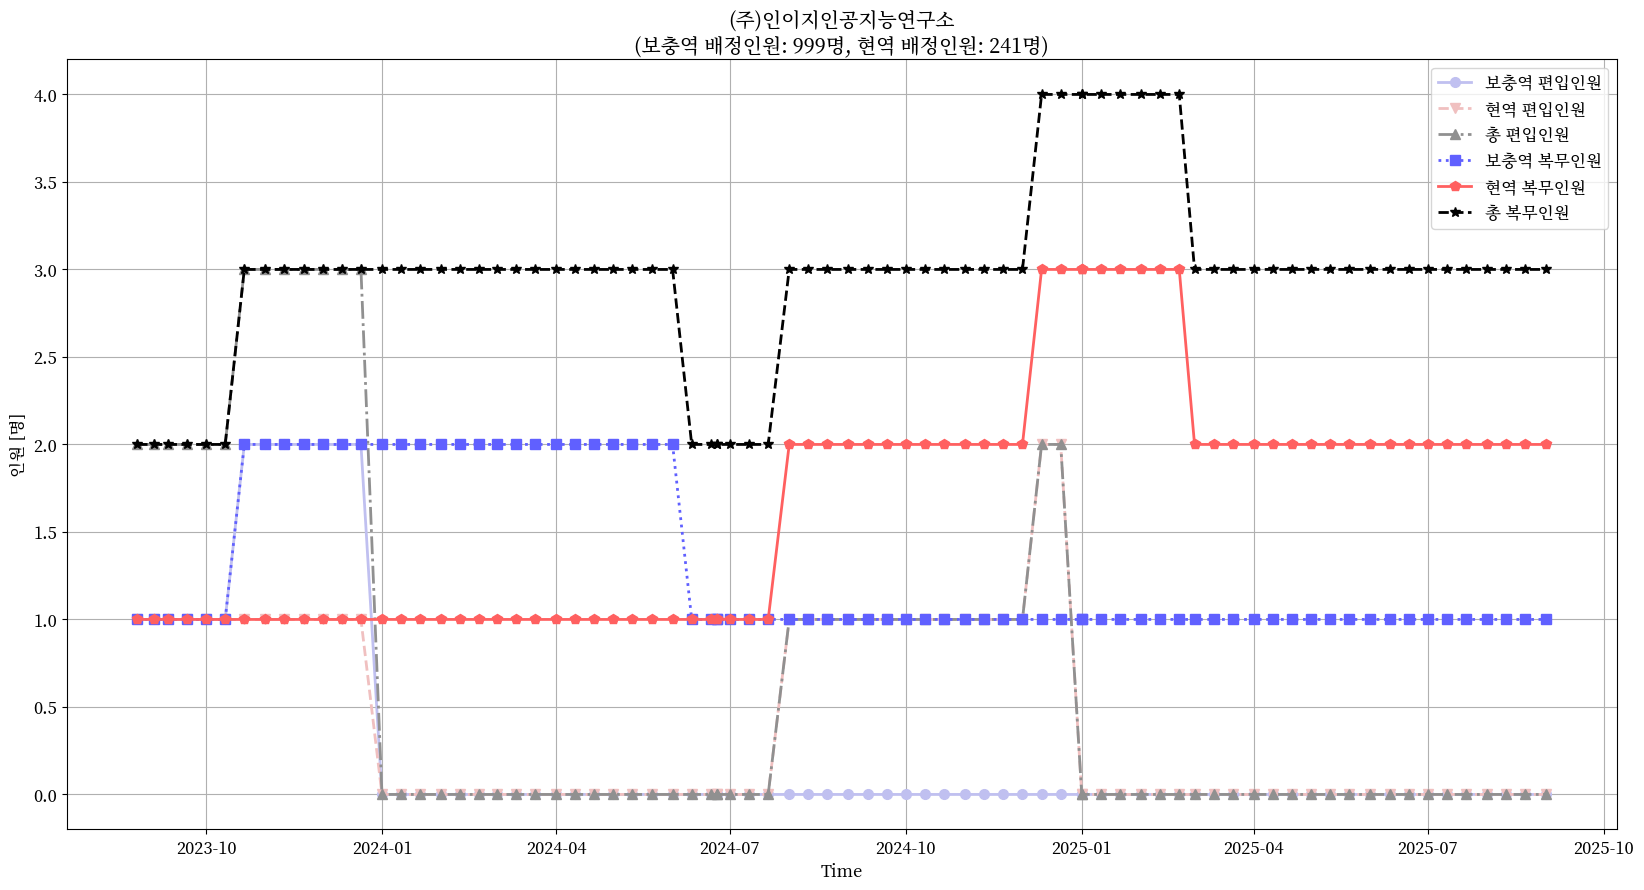 (주)인이지인공지능연구소
(보충역 배정인원: 999명, 현역 배정인원: 241명)
보충역 편입인원
현역 편입인원
총 편입인원
보충역 복무인원
현역 복무인원
총 복무인원
인원 [명]
4.0
3.5
3.0
2.5
2.0
1.5
1.0
0.5
0.0
2023-10
2024-01
2024-04
2024-07
2024-10
2025-01
2025-04
2025-07
2025-10
Time